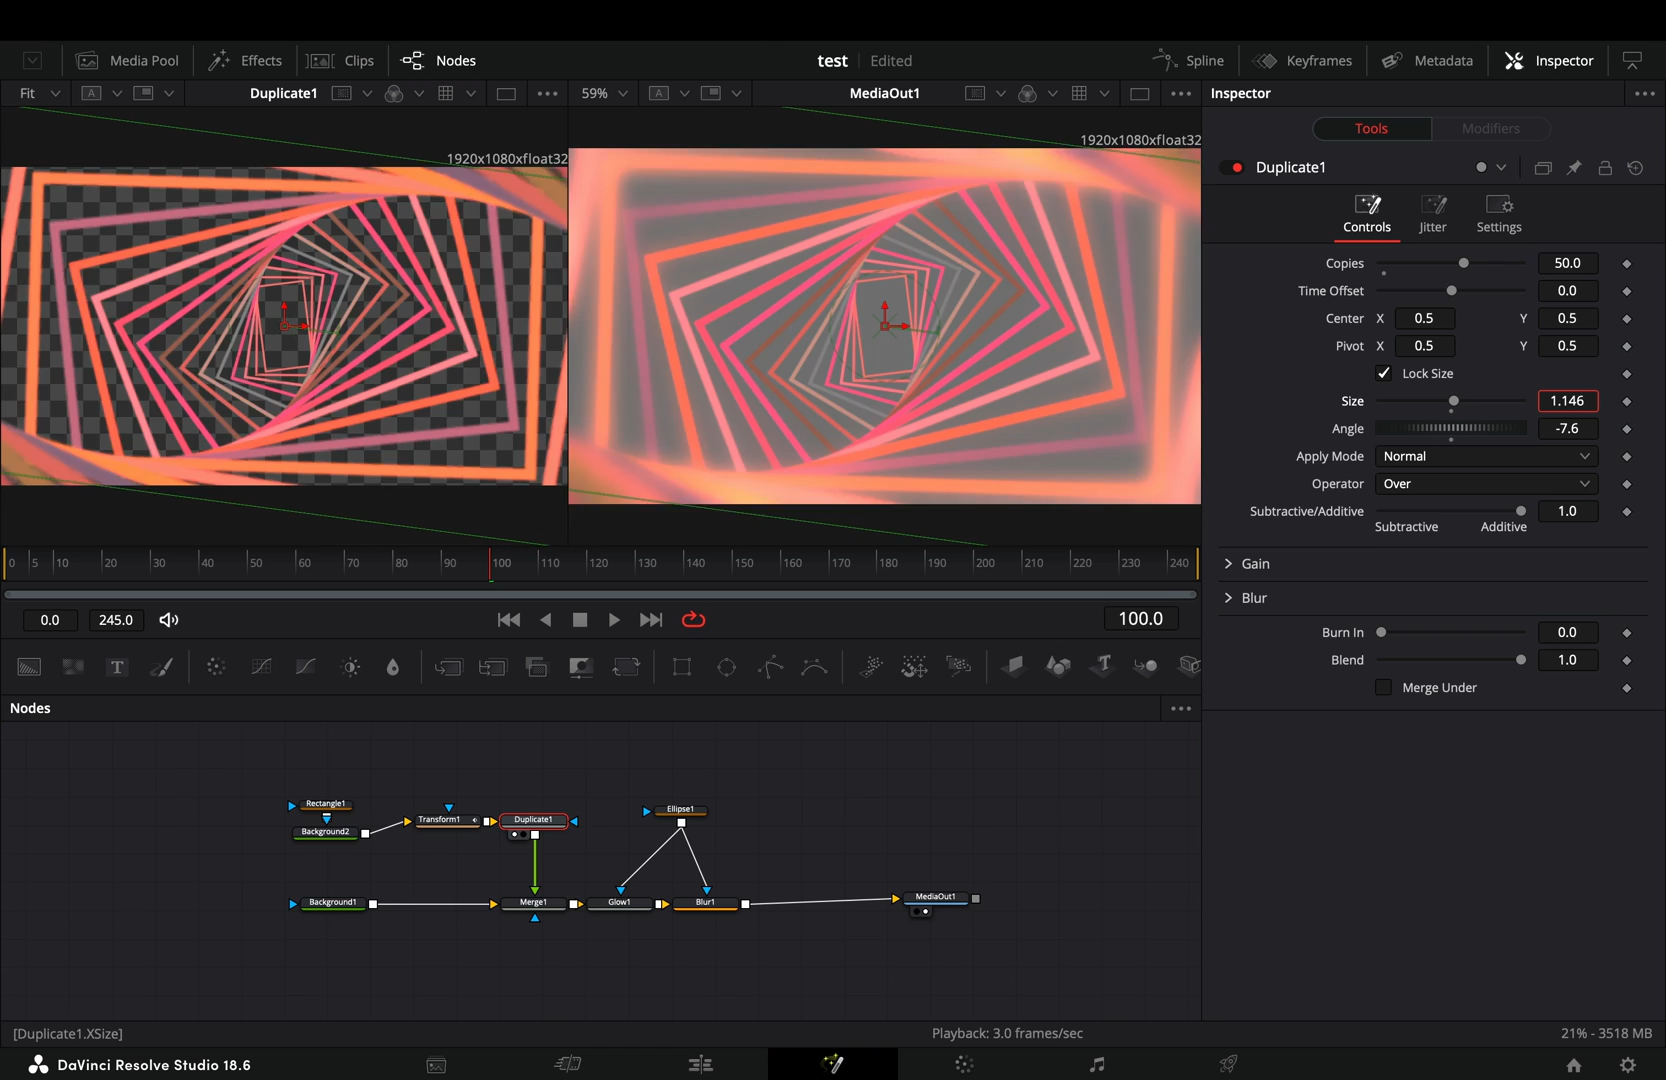 Media Pool Effects Clips Nodes test Edited Spline Keyframes Metadata Inspector
Fit A Duplicate1 59% A MediaOut1 Inspector
1920x1080xfloat32 1920x1080xfloat32
Tools Modifiers
Duplicate1
Controls Jitter Settings
Copies 50.0
Time Offset 0.0
Center X 0.5 Y 0.5
Pivot X 0.5 Y 0.5
Lock Size
Size 1.146
Angle -7.6
Apply Mode Normal
Operator Over
Subtractive/Additive 1.0
Subtractive Additive
Gain
Blur
Burn In 0.0
Blend 1.0
Merge Under
0 5 10 20 30 40 50 60 70 80 90 100 110 120 130 140 150 160 170 180 190 200 210 220 230 240
0.0 245.0 100.0
T T
Nodes
Rectangle1
Background2
Transform1
Duplicate1
Ellipse1
Background1
Merge1
Glow1
Blur1
MediaOut1
[Duplicate1.XSize] Playback: 3.0 frames/sec 21% - 3518 MB
DaVinci Resolve Studio 18.6